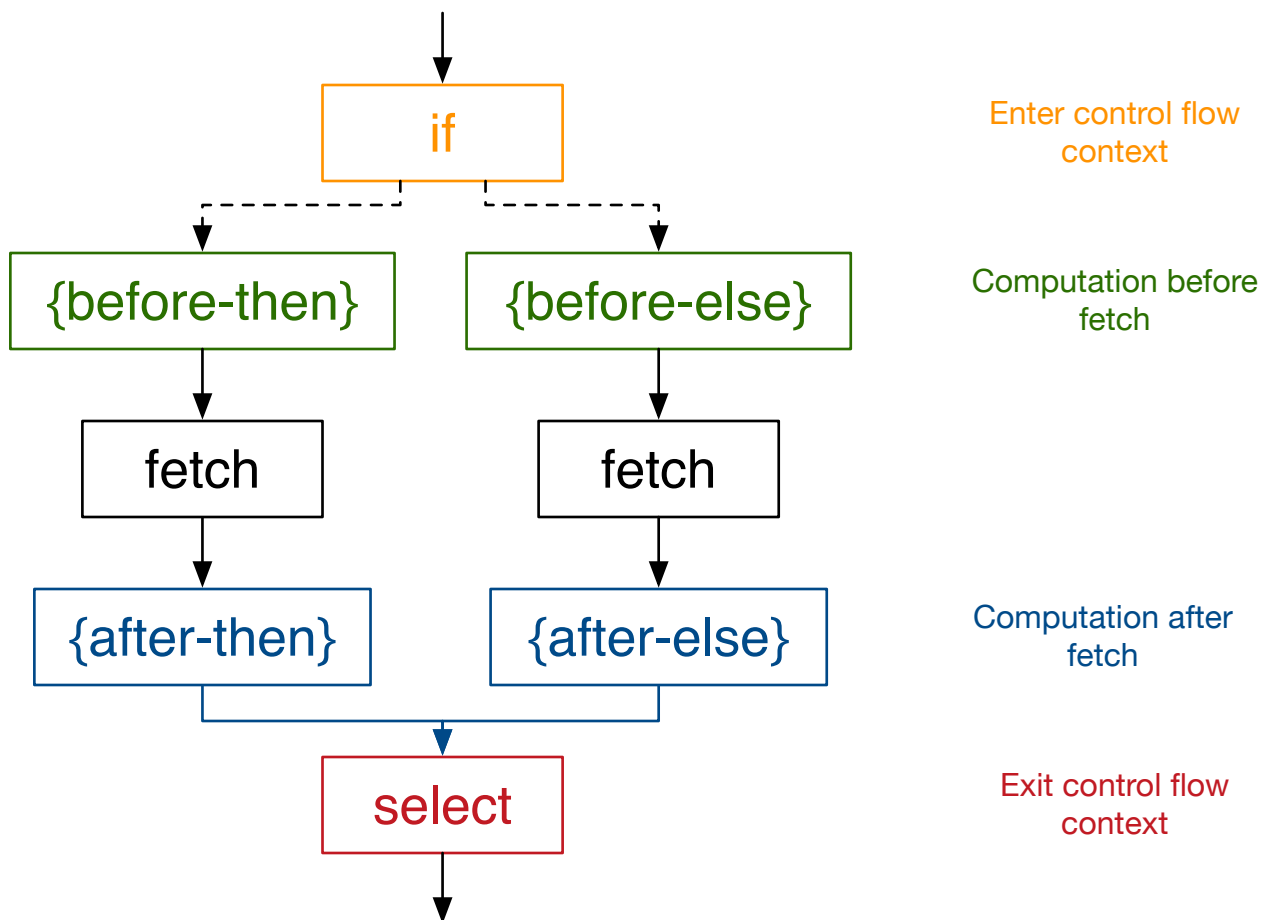 if
Enter control flow
context
{before-then}
{before-else}
Computation before
fetch
fetch
fetch
{after-then}
{after-else}
Computation after
fetch
select
Exit control flow
context